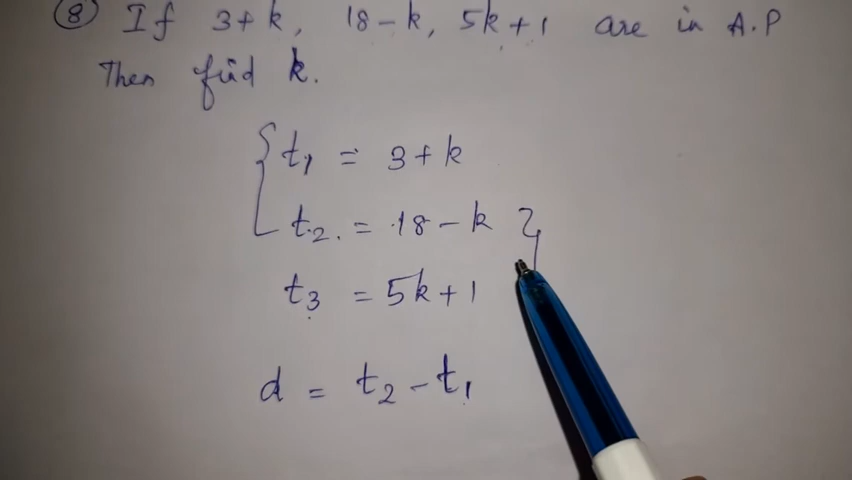 ⑧ If 3+k, 18-k, 5k+1 are in A.P
Then find k.
t₁ = 3+k
t₂ = 18-k
t₃ = 5k+1
d = t₂-t₁